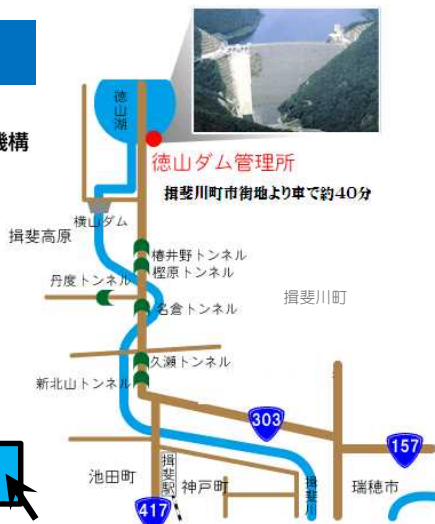 機構
徳山湖
徳山ダム管理所
揖斐川町市街地より車で約40分
横山ダム
揖斐高原
椿井野トンネル
樫原トンネル
丹度トンネル
名倉トンネル
揖斐川町
久瀬トンネル
新北山トンネル
303
157
池田町
揖斐駅
神戸町
揖斐川
瑞穂市
417